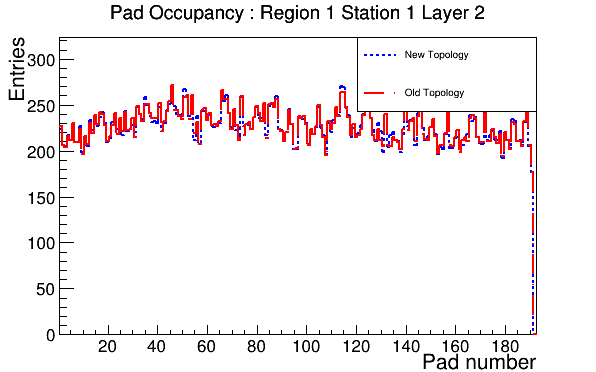 Pad Occupancy : Region 1 Station 1 Layer 2
Entries
300
250
200
150
100
50
0
New Topology
Old Topology
20 40 60 80 100 120 140 160 180
Pad number